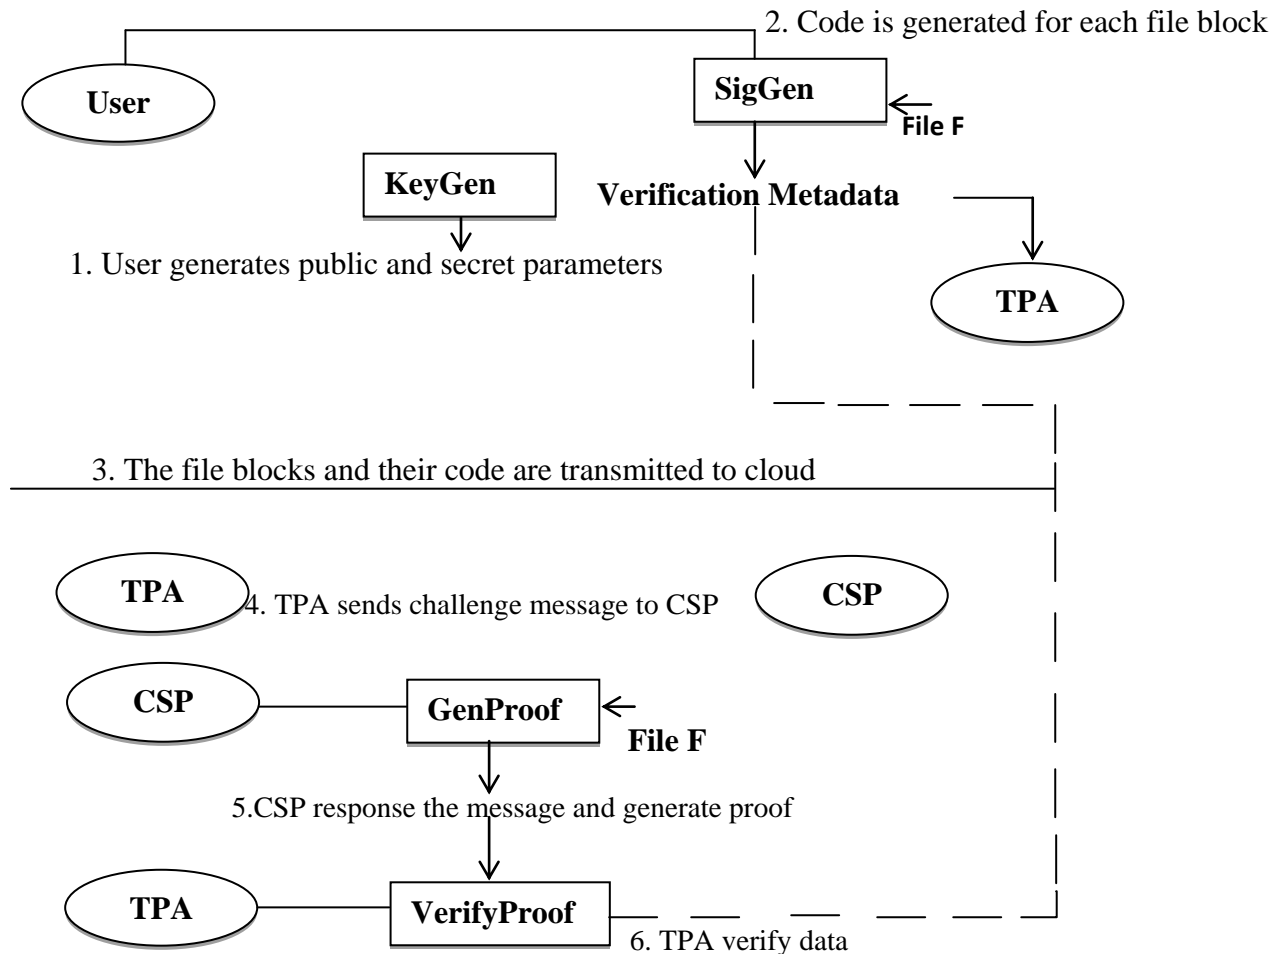 2. Code is generated for each file block
User
SigGen
File F
KeyGen
Verification Metadata
1. User generates public and secret parameters
TPA
3. The file blocks and their code are transmitted to cloud
TPA
4. TPA sends challenge message to CSP
CSP
CSP
GenProof
File F
5.CSP response the message and generate proof
TPA
VerifyProof
6. TPA verify data